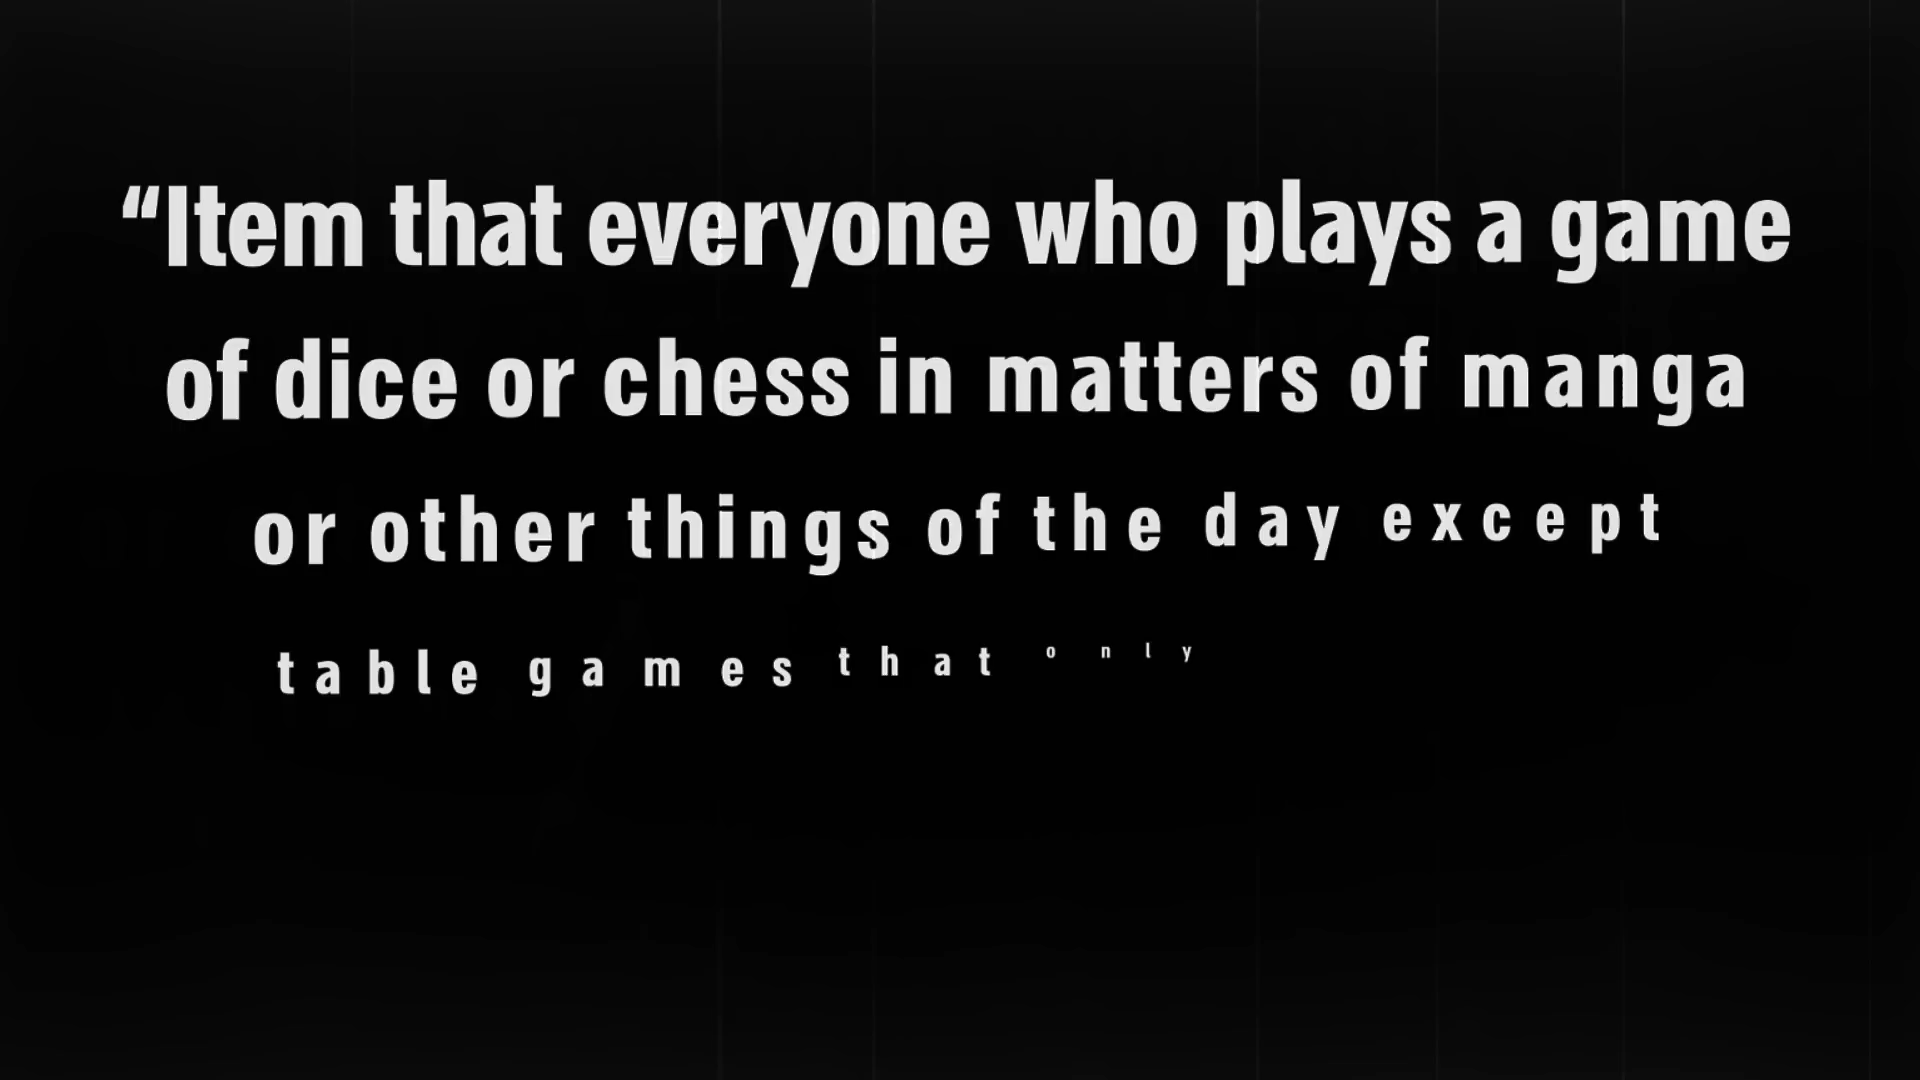 “Item that everyone who plays a game
of dice or chess in matters of manga
or other things of the day except
table games that only